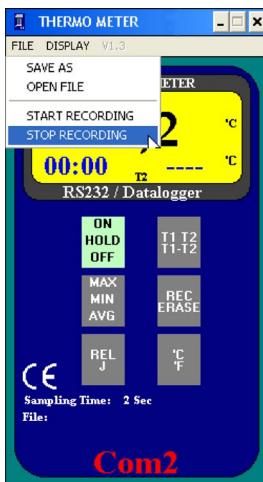 THERMO METER
FILE DISPLAY V1.3
SAVE AS
OPEN FILE
START RECORDING
STOP RECORDING
ETER
2 °C
00:00 T2 ---- °C
RS232 / Datalogger
ON
HOLD
OFF
T1 T2
T1-T2
MAX
MIN
AVG
REC
ERASE
REL
J
°C
°F
CE
Sampling Time: 2 Sec
File:
Com2